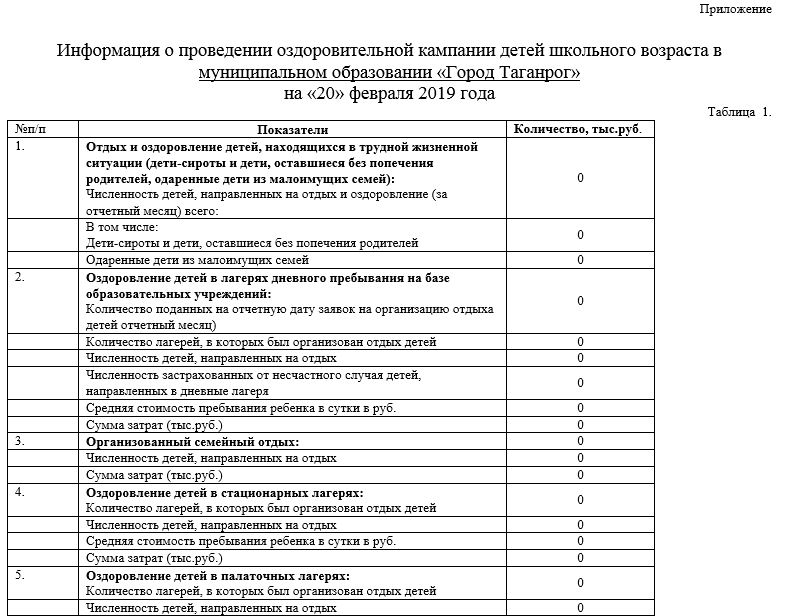 Приложение
Информация о проведении оздоровительной кампании детей школьного возраста в
муниципальном образовании «Город Таганрог»
на «20» февраля 2019 года
Таблица 1.
№п/п Показатели Количество, тыс.руб.
1. Отдых и оздоровление детей, находящихся в трудной жизненной
ситуации (дети-сироты и дети, оставшиеся без попечения
родителей, одаренные дети из малоимущих семей): 0
Численность детей, направленных на отдых и оздоровление (за
отчетный месяц) всего:
В том числе:
Дети-сироты и дети, оставшиеся без попечения родителей 0
Одаренные дети из малоимущих семей 0
2. Оздоровление детей в лагерях дневного пребывания на базе
образовательных учреждений: 0
Количество поданных на отчетную дату заявок на организацию отдыха
детей отчетный месяц)
Количество лагерей, в которых был организован отдых детей 0
Численность детей, направленных на отдых 0
Численность застрахованных от несчастного случая детей,
направленных в дневные лагеря 0
Средняя стоимость пребывания ребенка в сутки в руб. 0
Сумма затрат (тыс.руб.) 0
3. Организованный семейный отдых: 0
Численность детей, направленных на отдых 0
Сумма затрат (тыс.руб.) 0
4. Оздоровление детей в стационарных лагерях: 0
Количество лагерей, в которых был организован отдых детей
Численность детей, направленных на отдых 0
Средняя стоимость пребывания ребенка в сутки в руб. 0
Сумма затрат (тыс.руб.) 0
5. Оздоровление детей в палаточных лагерях: 0
Количество лагерей, в которых был организован отдых детей
Численность детей, направленных на отдых 0